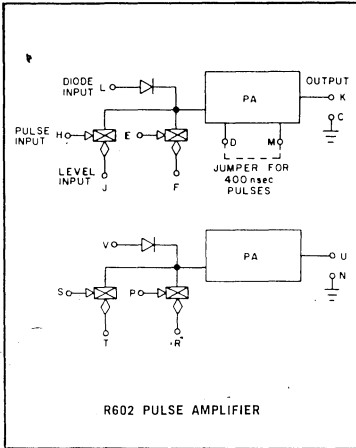 DIODE
INPUT L
PA
OUTPUT
K
C
PULSE
INPUT H
E
D
M
LEVEL
INPUT
J
F
JUMPER FOR
400 nsec
PULSES
V
PA
U
N
S
P
T
R
R602 PULSE AMPLIFIER